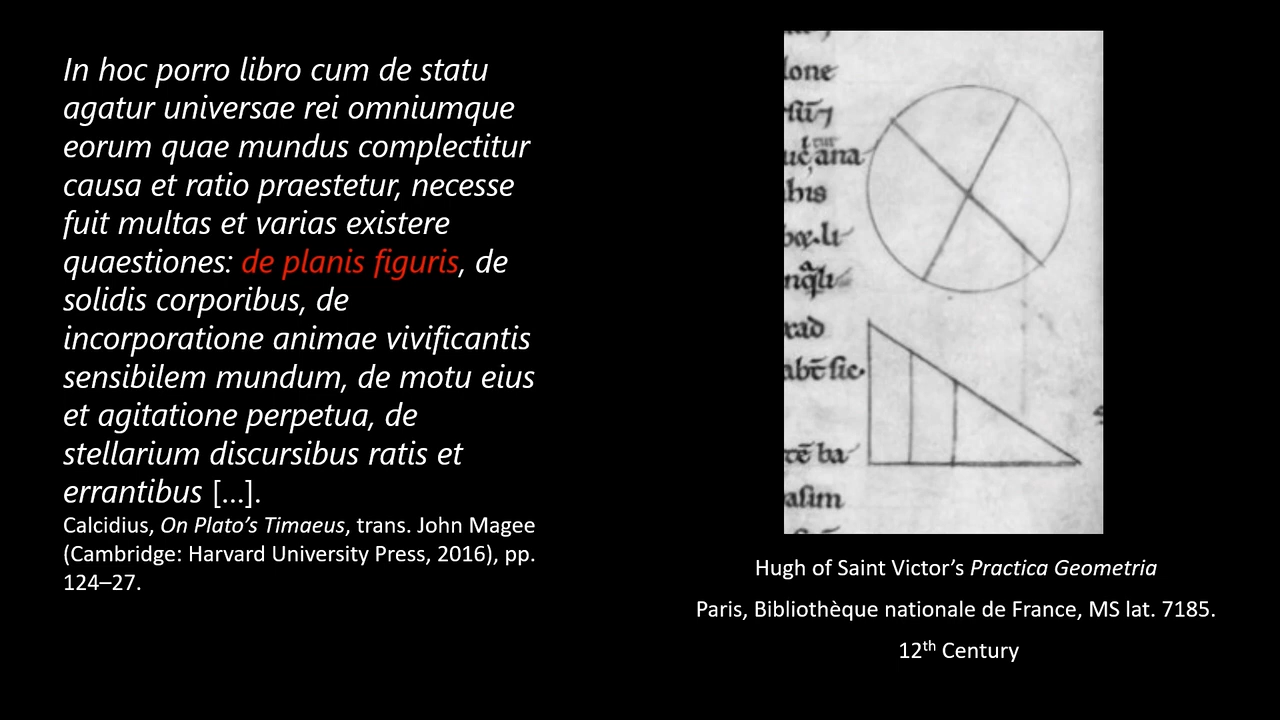 In hoc porro libro cum de statu
agatur universae rei omniumque
eorum quae mundus complectitur
causa et ratio praestetur, necesse
fuit multas et varias existere
quaestiones: de planis figuris, de
solidis corporibus, de
incorporatione animae vivificantis
sensibilem mundum, de motu eius
et agitatione perpetua, de
stellarium discursibus ratis et
errantibus [...].
Calcidius, On Plato’s Timaeus, trans. John Magee
(Cambridge: Harvard University Press, 2016), pp.
124–27.
lone
abis
ba
asim
Hugh of Saint Victor’s Practica Geometria
Paris, Bibliothèque nationale de France, MS lat. 7185.
12th Century